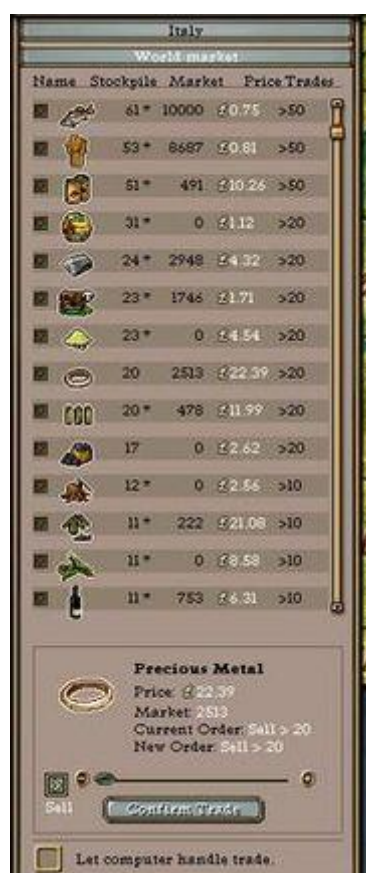 Italy
World market
Name Stockpile Market Price Trades
61* 10000 £0.75 >50
53* 8687 £0.81 >50
51* 491 £10.26 >50
31* 0 £1.12 >20
24* 2948 £4.32 >20
23* 1746 £1.71 >20
23* 0 £4.54 >20
20 2513 £22.39 >20
20* 478 £11.99 >20
17 0 £2.62 >20
12* 0 £2.56 >10
11* 222 £21.08 >10
11* 0 £8.58 >10
11* 753 £6.31 >10
Precious Metal
Price: £22.39
Market: 2513
Current Order: Sell > 20
New Order: Sell > 20
Sell Confirm Trade
Let computer handle trade.